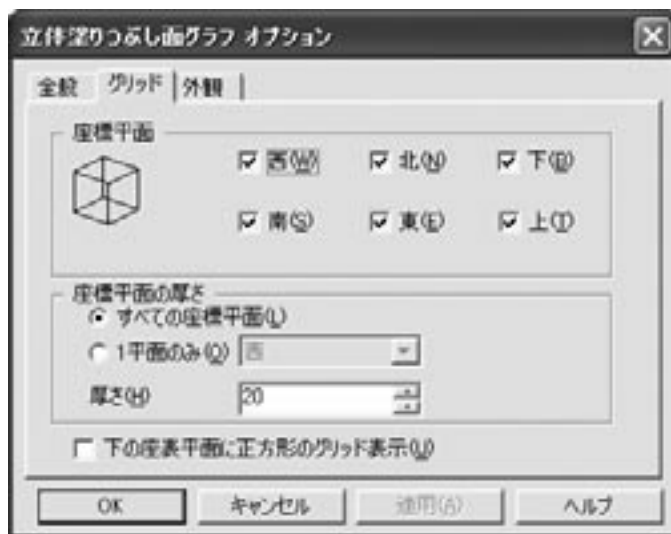 立体塗りつぶし面グラフ オプション
全般 グリッド 外観
座標平面
西(W) 北(N) 下(B)
南(S) 東(E) 上(T)
座標平面の厚さ
すべての座標平面(L)
1平面のみ(O) 西
厚さ(H) 20
下の座表平面に正方形のグリッド表示(U)
OK キャンセル 適用(A) ヘルプ